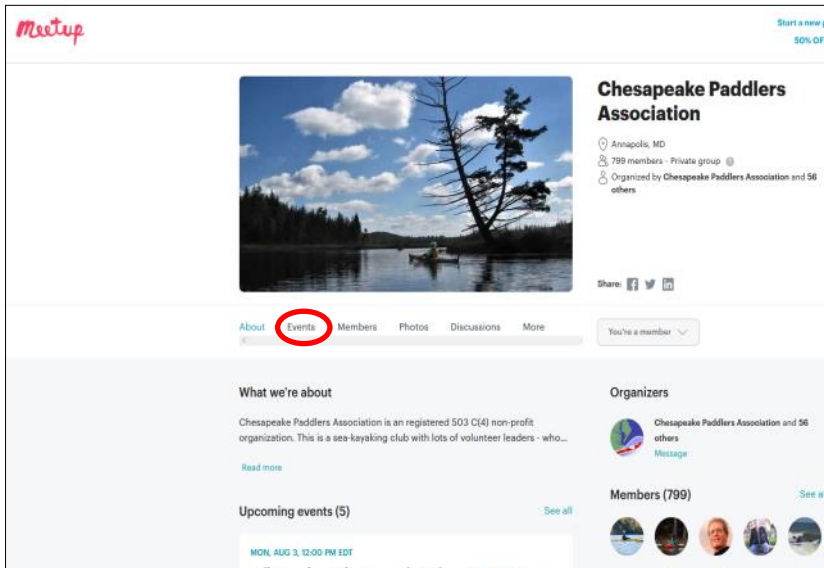 Meetup
Start a new
50% OF
Chesapeake Paddlers
Association
Annapolis, MD
799 members · Private group
Organized by Chesapeake Paddlers Association and 56
others
Share:
About Events Members Photos Discussions More
You're a member
What we're about
Organizers
Chesapeake Paddlers Association is an registered 503 C(4) non-profit
organization. This is a sea-kayaking club with lots of volunteer leaders - who...
Chesapeake Paddlers Association and 56
others
Message
Read more
Members (799)
See al
Upcoming events (5)
See all
MON, AUG 3, 12:00 PM EDT